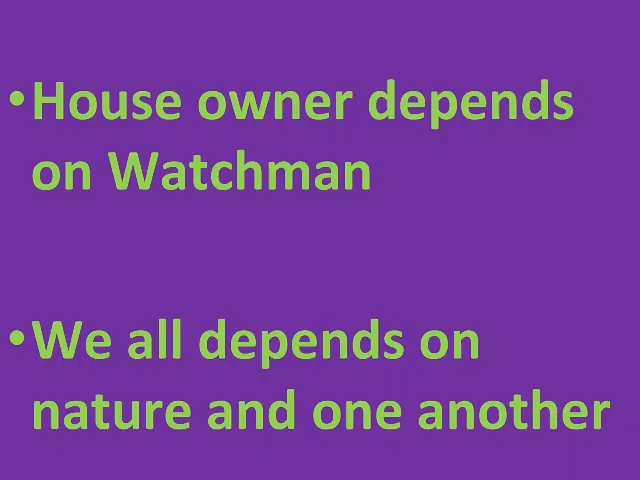 •House owner depends
on Watchman
•We all depends on
nature and one another